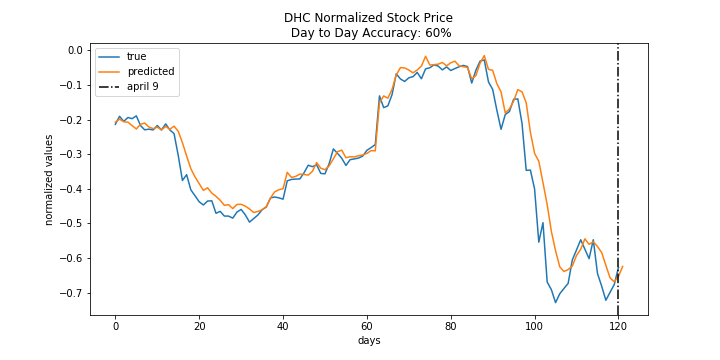 DHC Normalized Stock Price
Day to Day Accuracy: 60%
true
predicted
april 9
normalized values
0.0
−0.1
−0.2
−0.3
−0.4
−0.5
−0.6
−0.7
0
20
40
60
80
100
120
days